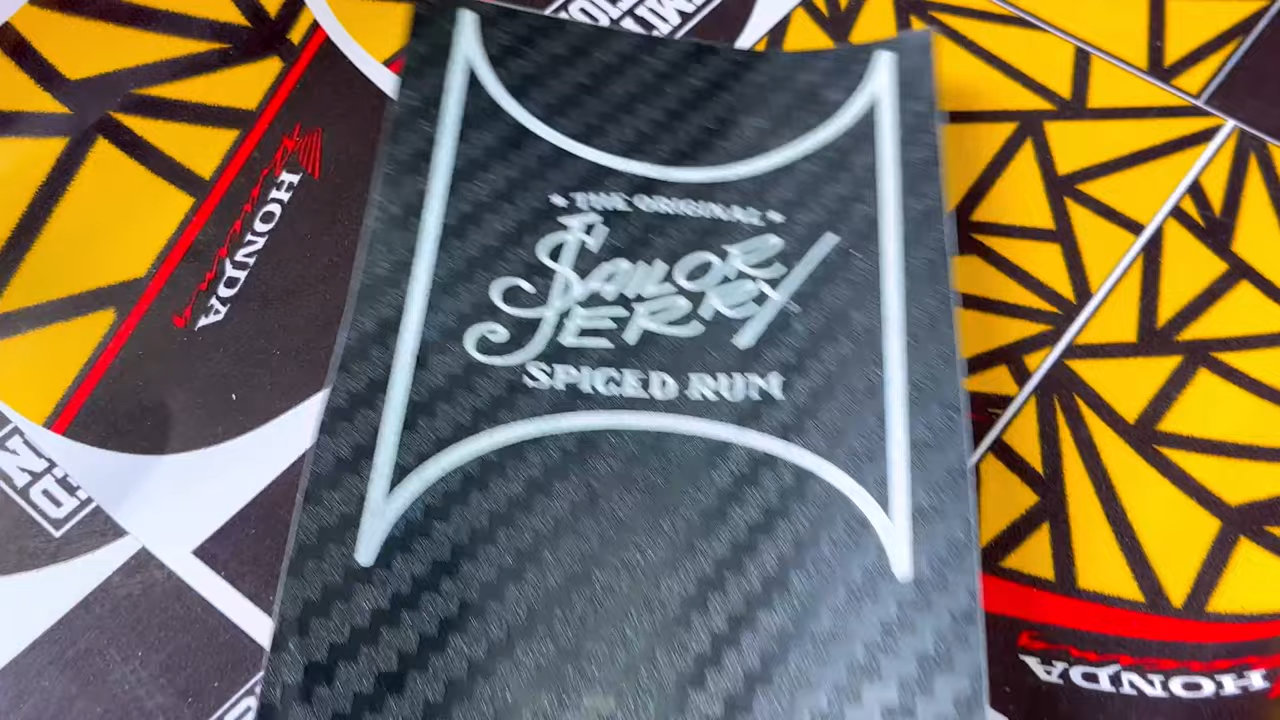 THE ORIGINAL
SAILOR
JERRY
SPICED RUM
HONDA
HONDA